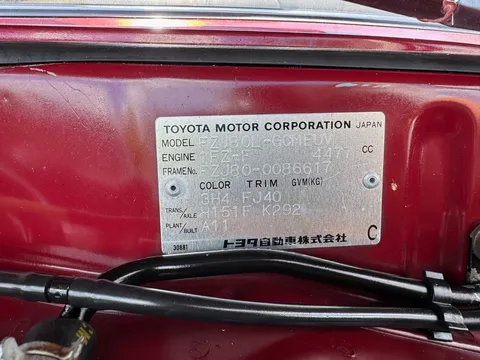 TOYOTA MOTOR CORPORATION JAPAN
MODEL FZJ80L-GCMEUV
ENGINE 1FZ-F 4477 CC
FRAME No. FZJ80-0086617
COLOR TRIM GVM(KG)
3H4 FJ40
TRANS/AXLE H151F K292
PLANT/BUILT A11
30881 トヨタ自動車株式会社 C